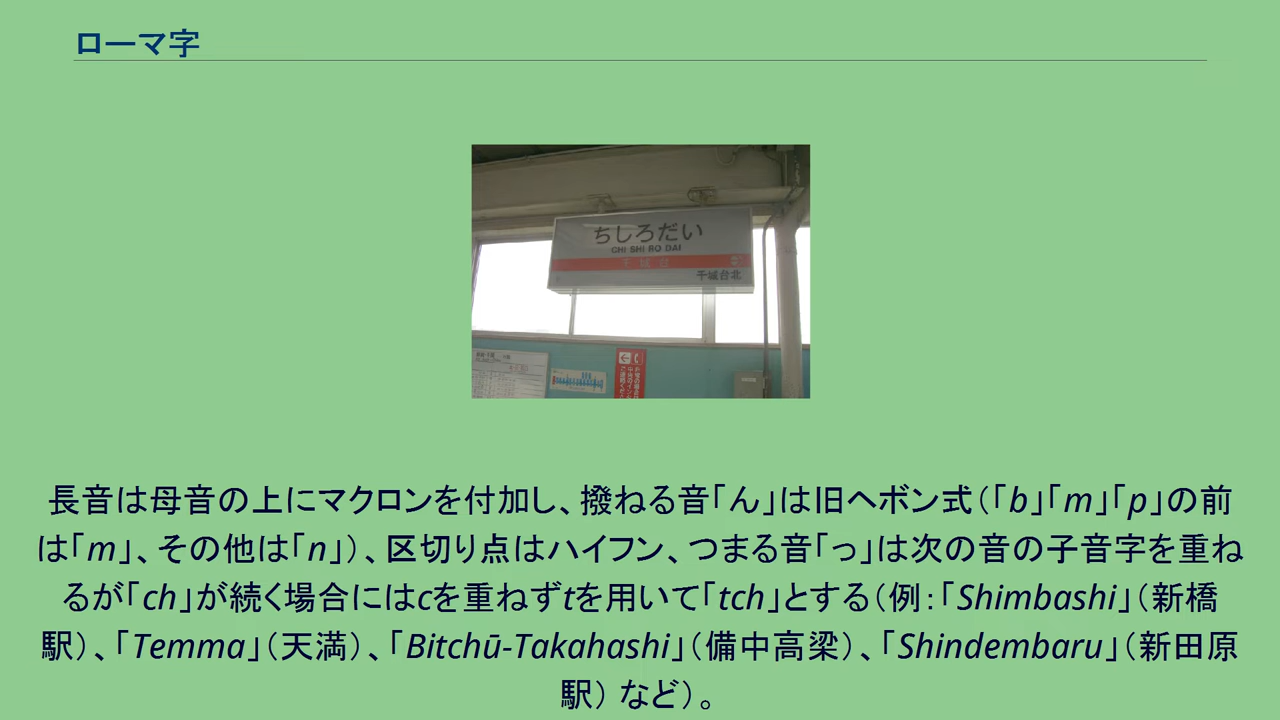 ローマ字
ちしろだい
CHI SHI RO DAI
千城台
千城台北
長音は母音の上にマクロンを付加し、撥ねる音「ん」は旧ヘボン式（「b」「m」「p」の前
は「m」、その他は「n」）、区切り点はハイフン、つまる音「っ」は次の音の子音字を重ね
るが「ch」が続く場合にはcを重ねずtを用いて「tch」とする（例：「Shimbashi」（新橋
駅）、「Temma」（天満）、「Bitchū-Takahashi」（備中高梁）、「Shindembaru」（新田原
駅） など）。